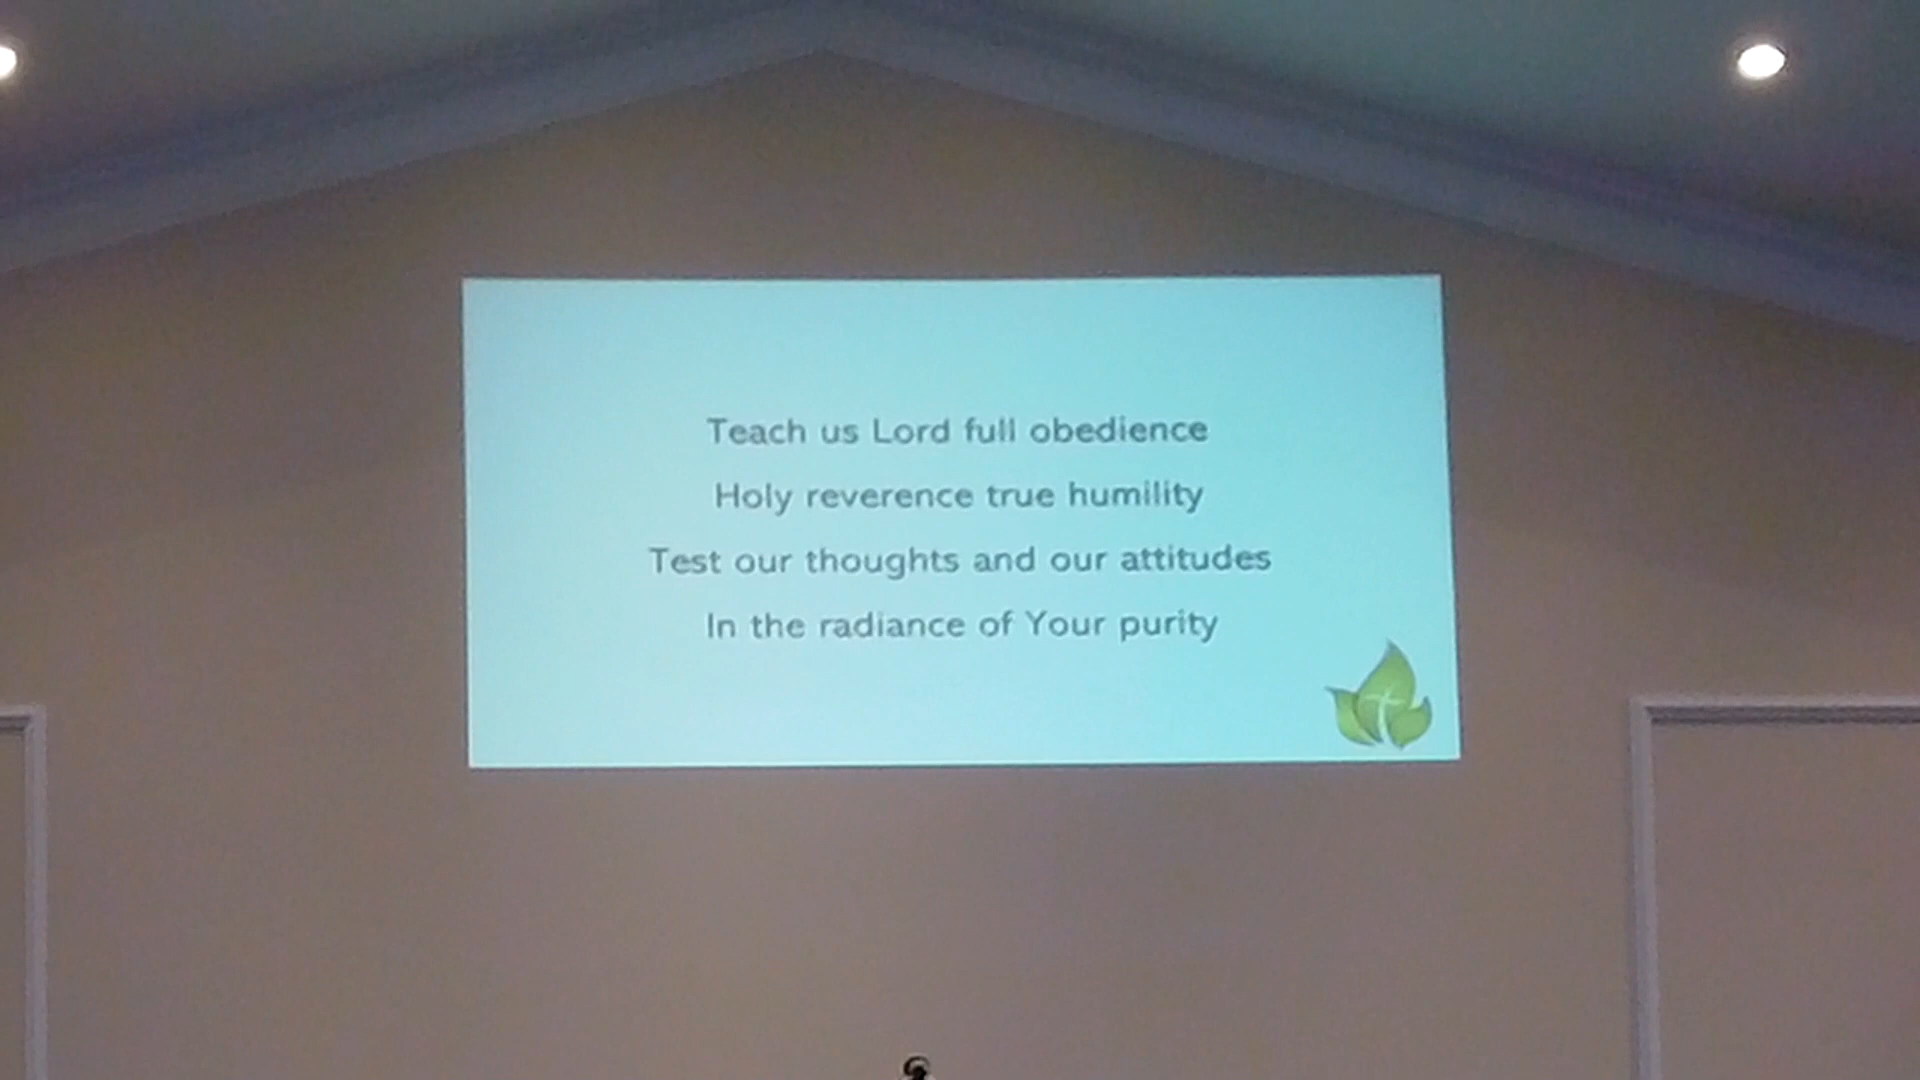 Teach us Lord full obedience
Holy reverence true humility
Test our thoughts and our attitudes
In the radiance of Your purity